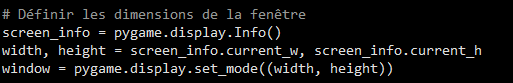 # Définir les dimensions de la fenêtre
screen_info = pygame.display.Info()
width, height = screen_info.current_w, screen_info.current_h
window = pygame.display.set_mode((width, height))